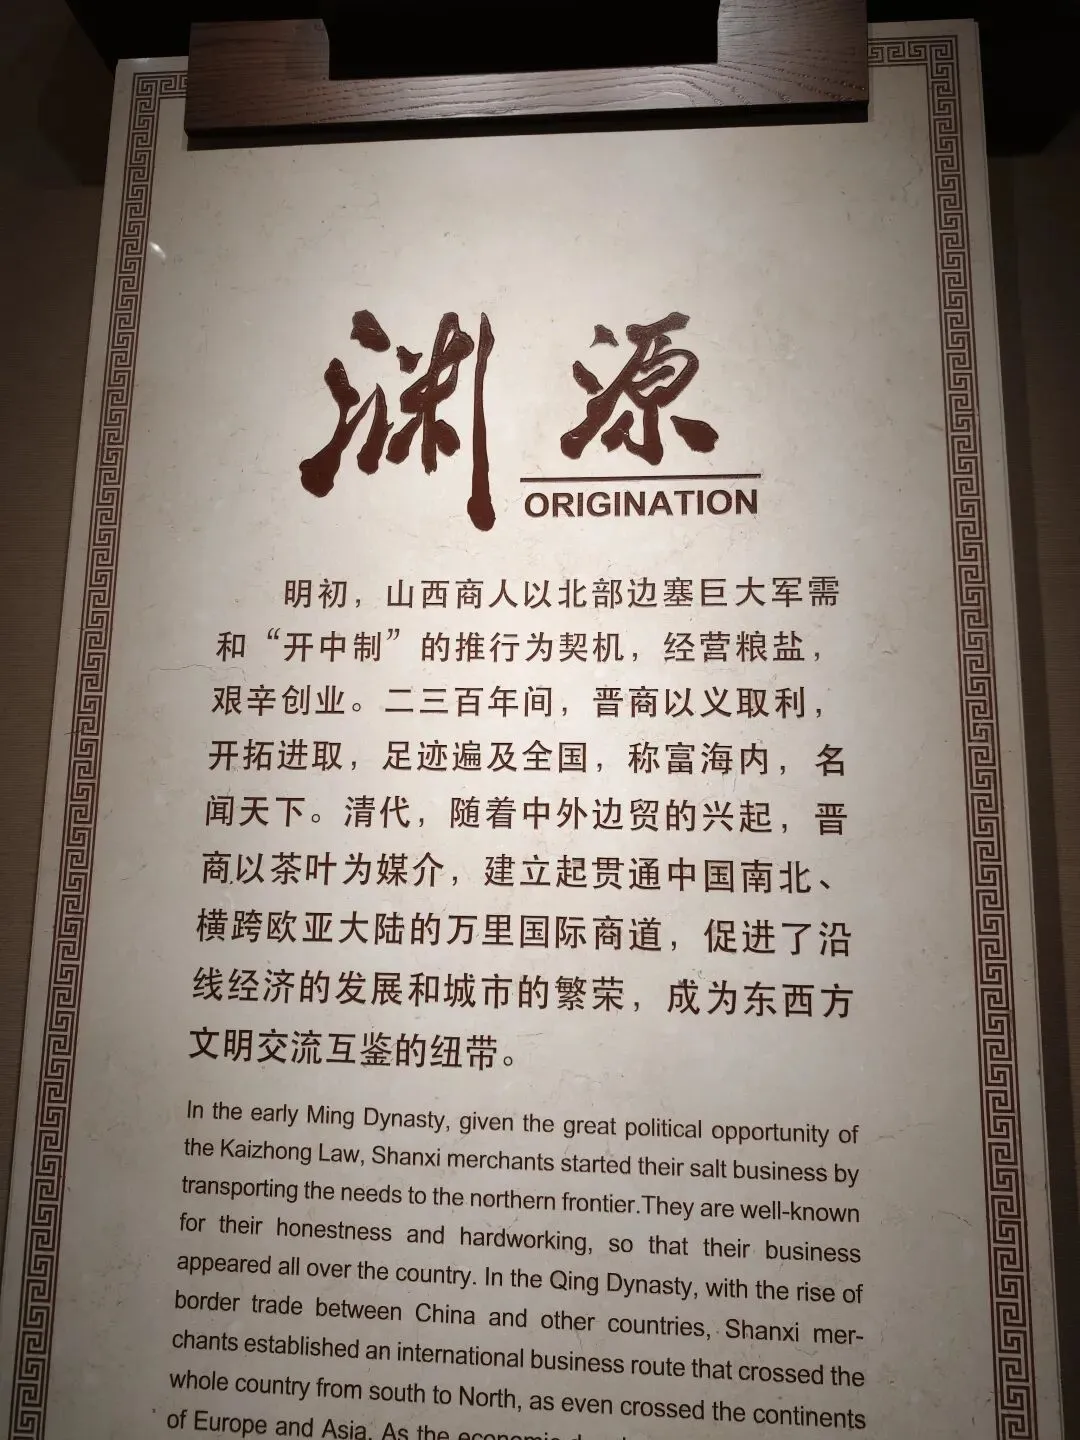 渊源
ORIGINATION
明初，山西商人以北部边塞巨大军需
和“开中制”的推行为契机，经营粮盐，
艰辛创业。二三百年间，晋商以义取利，
开拓进取，足迹遍及全国，称富海内，名
闻天下。清代，随着中外边贸的兴起，晋
商以茶叶为媒介，建立起贯通中国南北、
横跨欧亚大陆的万里国际商道，促进了沿
线经济的发展和城市的繁荣，成为东西方
文明交流互鉴的纽带。
In the early Ming Dynasty, given the great political opportunity of
the Kaizhong Law, Shanxi merchants started their salt business by
transporting the needs to the northern frontier.They are well-known
for their honestness and hardworking, so that their business
appeared all over the country. In the Qing Dynasty, with the rise of
border trade between China and other countries, Shanxi mer-
chants established an international business route that crossed the
whole country from south to North, as even crossed the continents
of Europe and Asia. As the economic